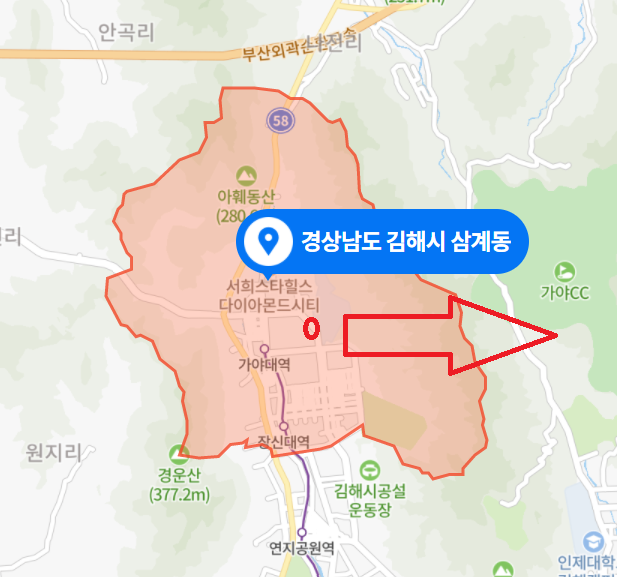 안곡리
부산외곽순환고속
나전리
58
아훼동산
(280.
경상남도 김해시 삼계동
서희스타힐스
다이아몬드시티
가야CC
0
가야대역
장신대역
원지리
경운산
(377.2m)
김해시공설
운동장
연지공원역
인제대학